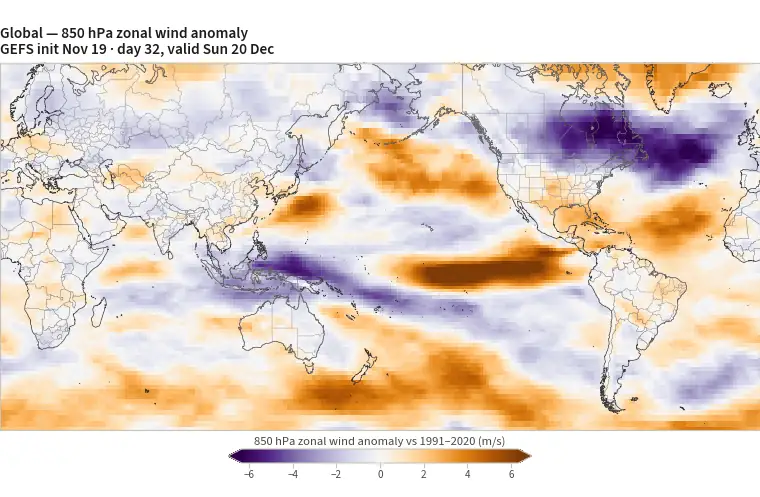 Global — 850 hPa zonal wind anomaly
GEFS init Nov 19 · day 32, valid Sun 20 Dec
850 hPa zonal wind anomaly vs 1991−2020 (m/s)
−6 −4 −2 0 2 4 6